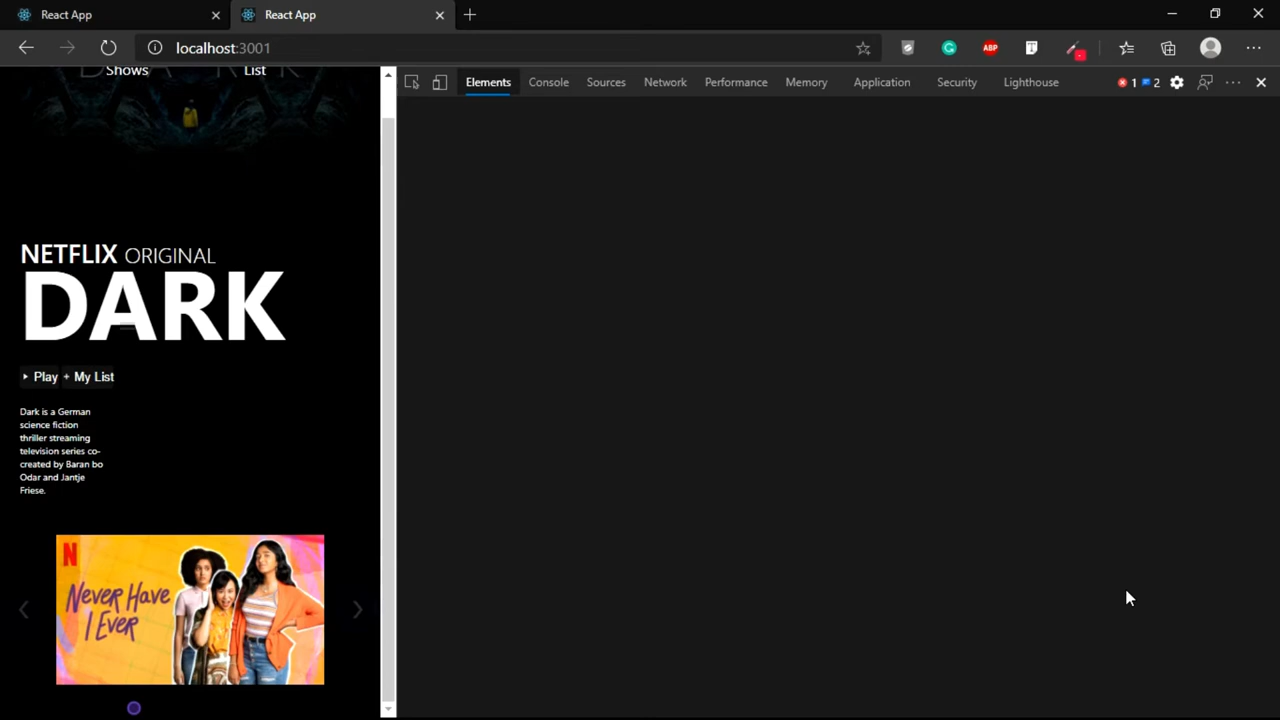 React App
React App
localhost:3001
ABP
T
Elements
Console
Sources
Network
Performance
Memory
Application
Security
Lighthouse
1
2
DARK
Shows
List
NETFLIX ORIGINAL
DARK
Play + My List
Dark is a German
science fiction
thriller streaming
television series co-
created by Baran bo
Odar and Jantje
Friese.
N
Never Have
I Ever